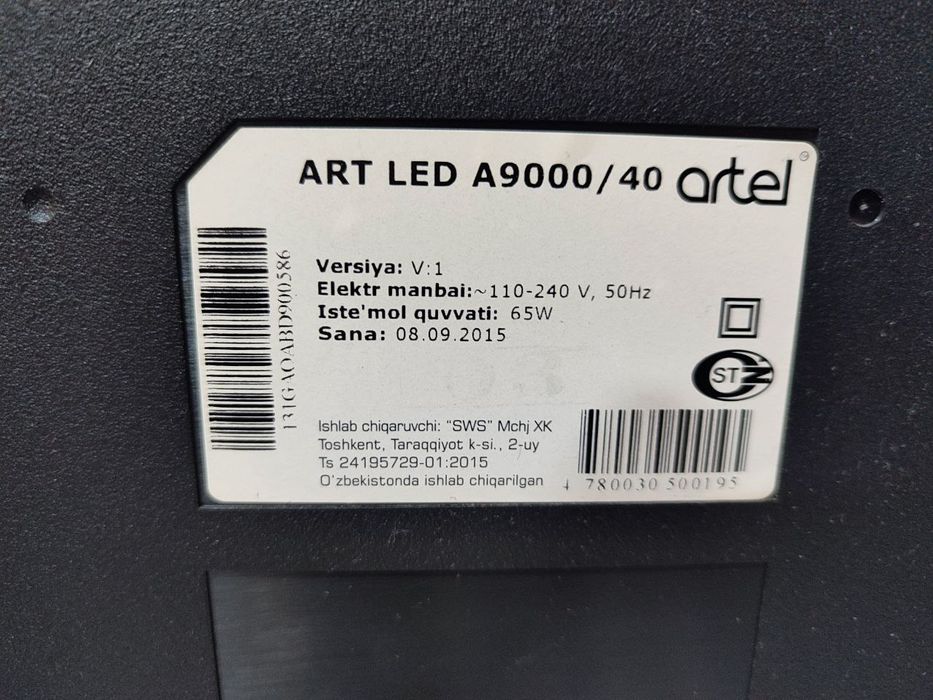 ART LED A9000/40 artel
131GAOABD900586
Versiya: V:1
Elektr manbai:~110-240 V, 50Hz
Iste'mol quvvati: 65W
Sana: 08.09.2015
ST
Ishlab chiqaruvchi: "SWS" Mchj XK
Toshkent, Taraqqiyot k-si., 2-uy
Ts 24195729-01:2015
O'zbekistonda ishlab chiqarilgan
4 780030 500195